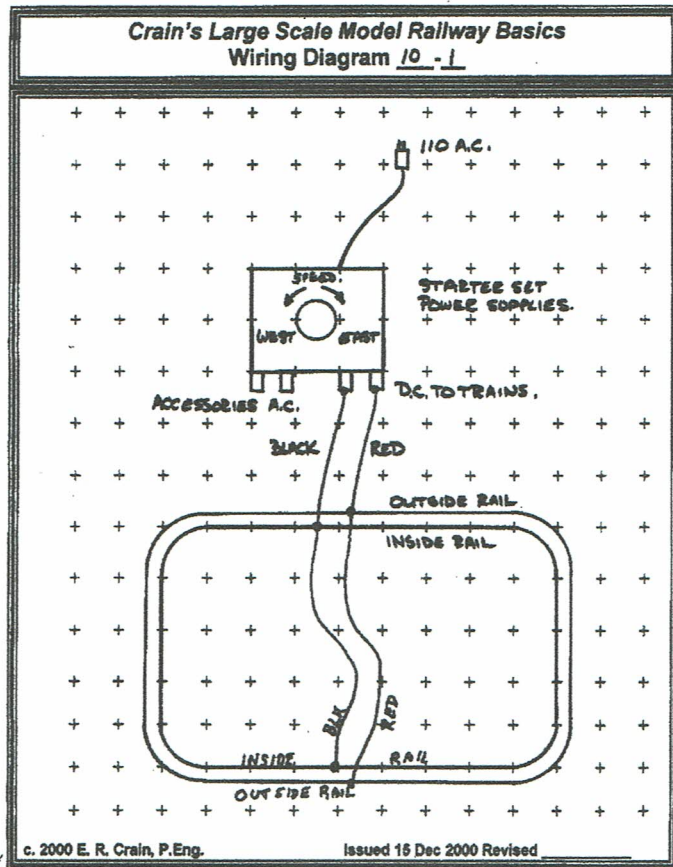 Crain's Large Scale Model Railway Basics
Wiring Diagram 10 - 1
110 A.C.
SPEED.
WEST EAST
STARTER SET
POWER SUPPLIES.
ACCESSORIES A.C.
D.C. TO TRAINS.
BLACK RED
OUTSIDE RAIL
INSIDE RAIL
BLK RED
INSIDE RAIL
OUTSIDE RAIL
c. 2000 E. R. Crain, P.Eng. Issued 15 Dec 2000 Revised